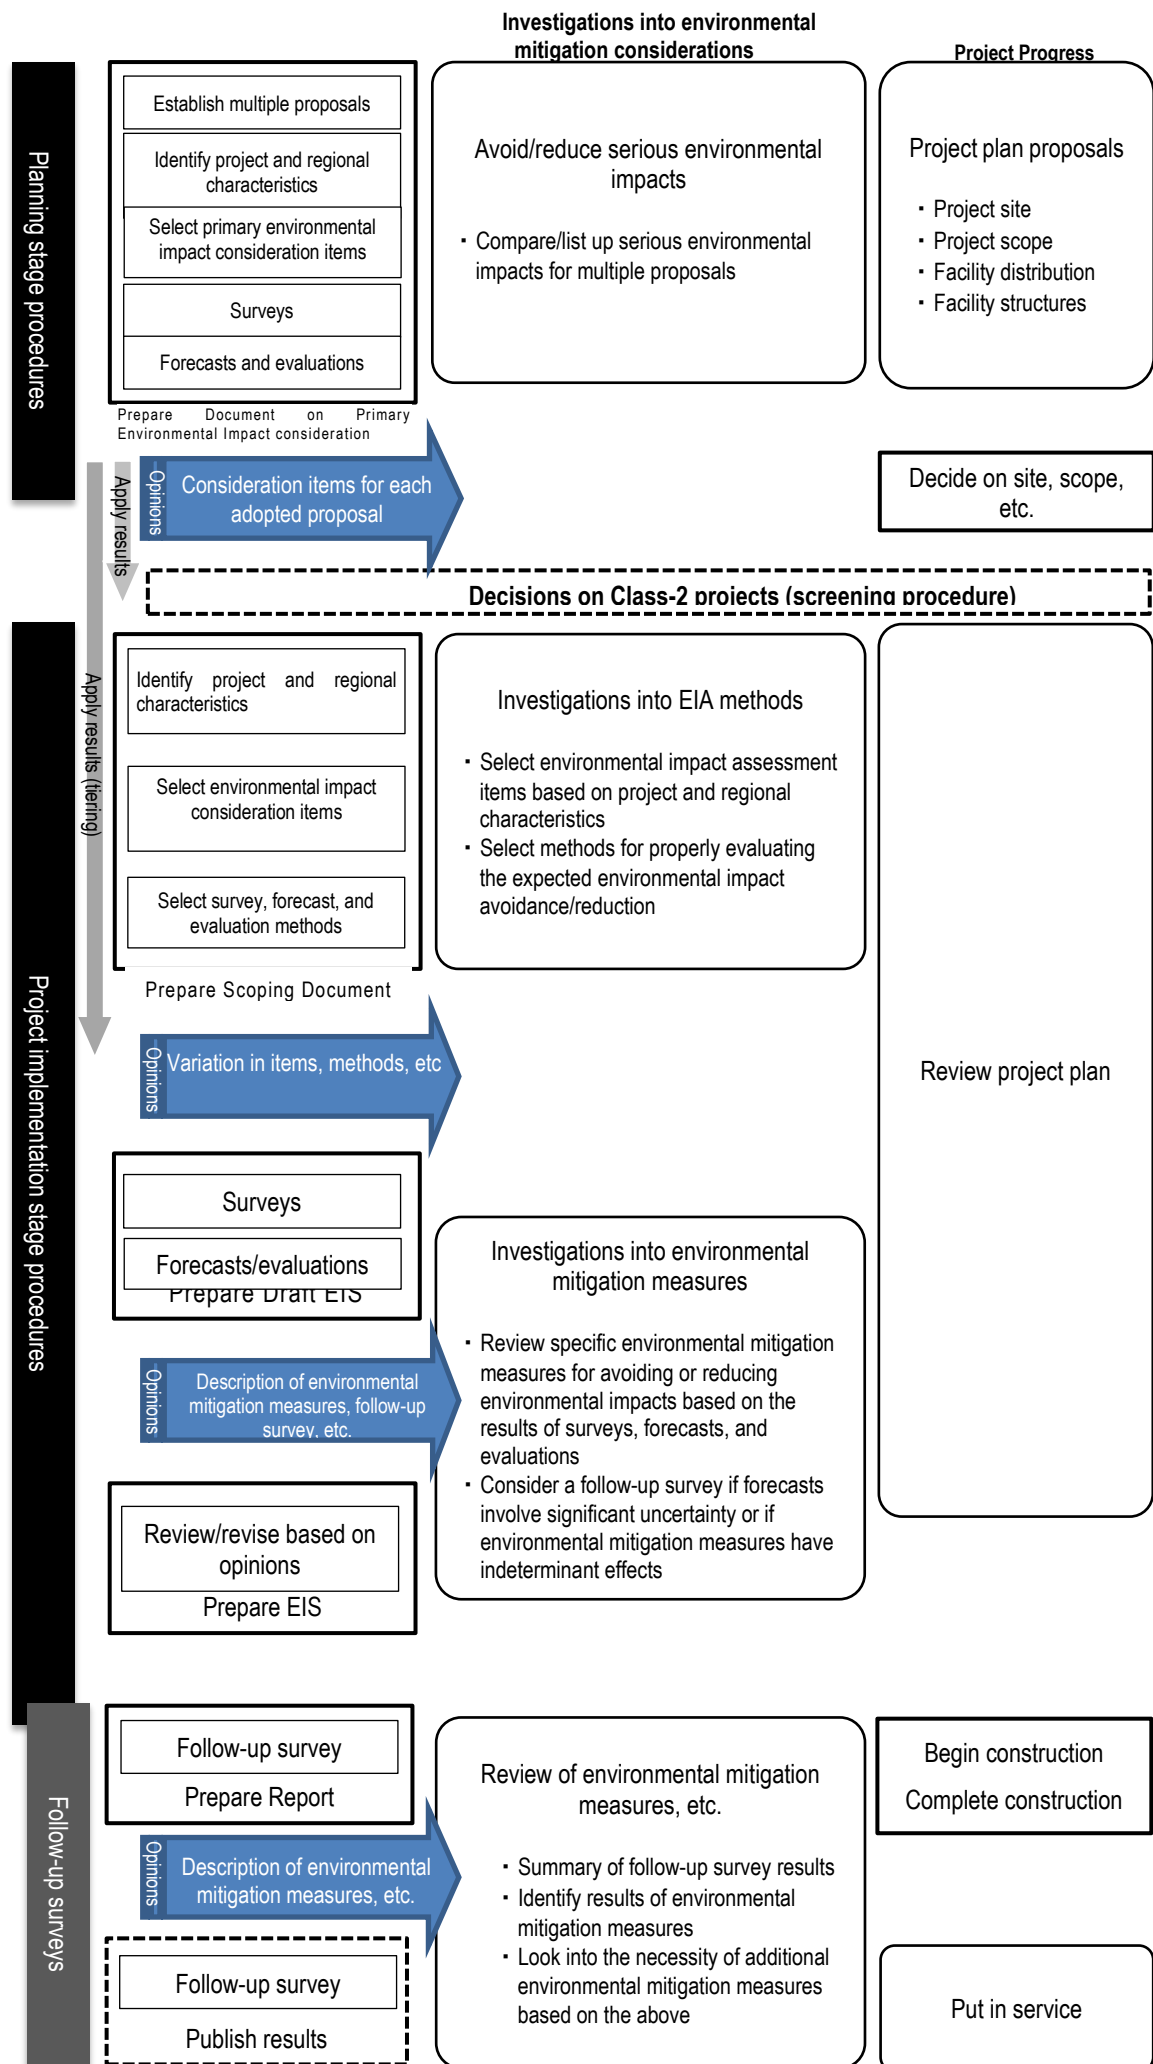 Investigations into environmental
mitigation considerations
Project Progress
Planning stage procedures
Establish multiple proposals
Identify project and regional
characteristics
Select primary environmental
impact consideration items
Surveys
Forecasts and evaluations
Prepare Document on Primary
Environmental Impact consideration
Avoid/reduce serious environmental
impacts
・Compare/list up serious environmental
impacts for multiple proposals
Project plan proposals
・Project site
・Project scope
・Facility distribution
・Facility structures
Apply results
Opinions
Consideration items for each
adopted proposal
Decide on site, scope,
etc.
Decisions on Class-2 projects (screening procedure)
Apply results (tiering)
Project implementation stage procedures
Identify project and regional
characteristics
Select environmental impact
consideration items
Select survey, forecast, and
evaluation methods
Prepare Scoping Document
Investigations into EIA methods
・Select environmental impact assessment
items based on project and regional
characteristics
・Select methods for properly evaluating
the expected environmental impact
avoidance/reduction
Review project plan
Opinions
Variation in items, methods, etc
Surveys
Forecasts/evaluations
Prepare Draft EIS
Investigations into environmental
mitigation measures
・Review specific environmental mitigation
measures for avoiding or reducing
environmental impacts based on the
results of surveys, forecasts, and
evaluations
・Consider a follow-up survey if forecasts
involve significant uncertainty or if
environmental mitigation measures have
indeterminant effects
Opinions
Description of environmental
mitigation measures, follow-up
survey, etc.
Review/revise based on
opinions
Prepare EIS
Follow-up surveys
Follow-up survey
Prepare Report
Review of environmental mitigation
measures, etc.
・Summary of follow-up survey results
・Identify results of environmental
mitigation measures
・Look into the necessity of additional
environmental mitigation measures
based on the above
Begin construction
Complete construction
Opinions
Description of environmental
mitigation measures, etc.
Follow-up survey
Publish results
Put in service